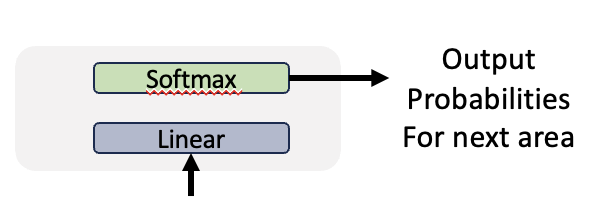 Softmax
Linear
Output
Probabilities
For next area